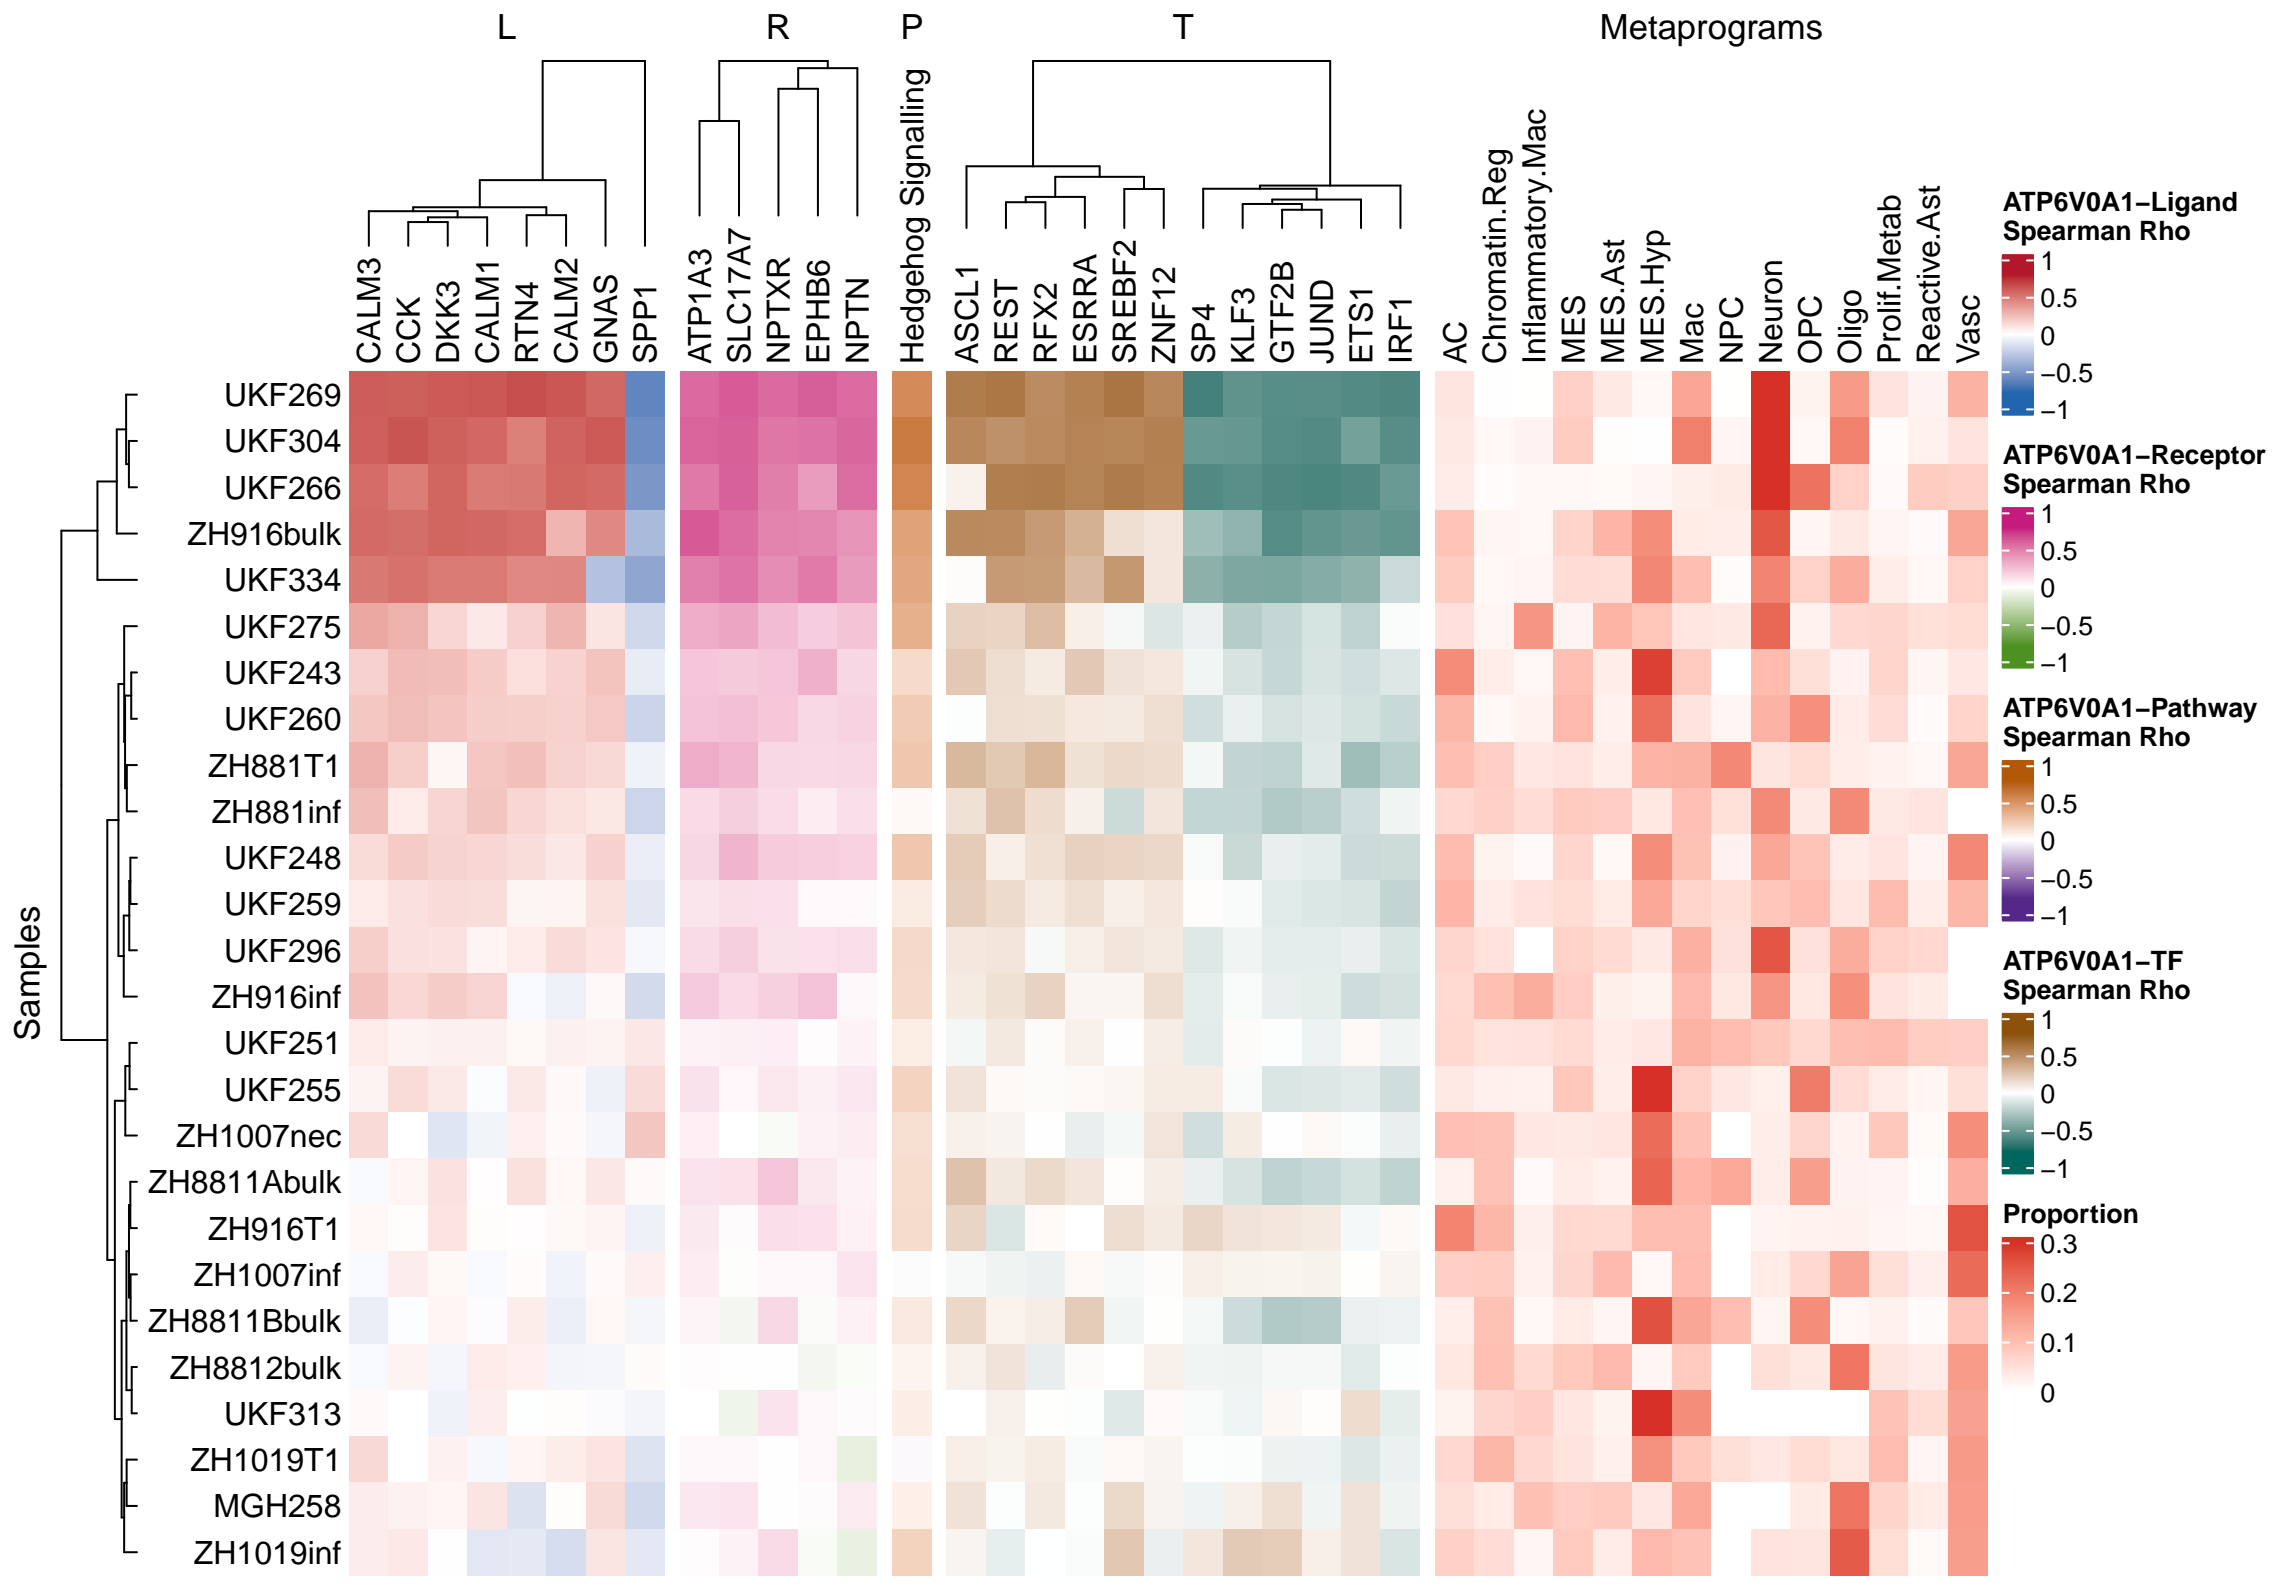 L R P T Metaprograms
CALM3 CCK DKK3 CALM1 RTN4 CALM2 GNAS SPP1
ATP1A3 SLC17A7 NPTXR EPHB6 NPTN
Hedgehog Signalling
ASCL1 REST RFX2 ESRRA SREBF2 ZNF12 SP4 KLF3 GTF2B JUND ETS1 IRF1
AC Chromatin.Reg Inflammatory.Mac MES MES.Ast MES.Hyp Mac NPC Neuron OPC Oligo Prolif.Metab Reactive.Ast Vasc
Samples
UKF269
UKF304
UKF266
ZH916bulk
UKF334
UKF275
UKF243
UKF260
ZH881T1
ZH881inf
UKF248
UKF259
UKF296
ZH916inf
UKF251
UKF255
ZH1007nec
ZH8811Abulk
ZH916T1
ZH1007inf
ZH8811Bbulk
ZH8812bulk
UKF313
ZH1019T1
MGH258
ZH1019inf
ATP6V0A1−Ligand
Spearman Rho
1
0.5
0
−0.5
−1
ATP6V0A1−Receptor
Spearman Rho
1
0.5
0
−0.5
−1
ATP6V0A1−Pathway
Spearman Rho
1
0.5
0
−0.5
−1
ATP6V0A1−TF
Spearman Rho
1
0.5
0
−0.5
−1
Proportion
0.3
0.2
0.1
0